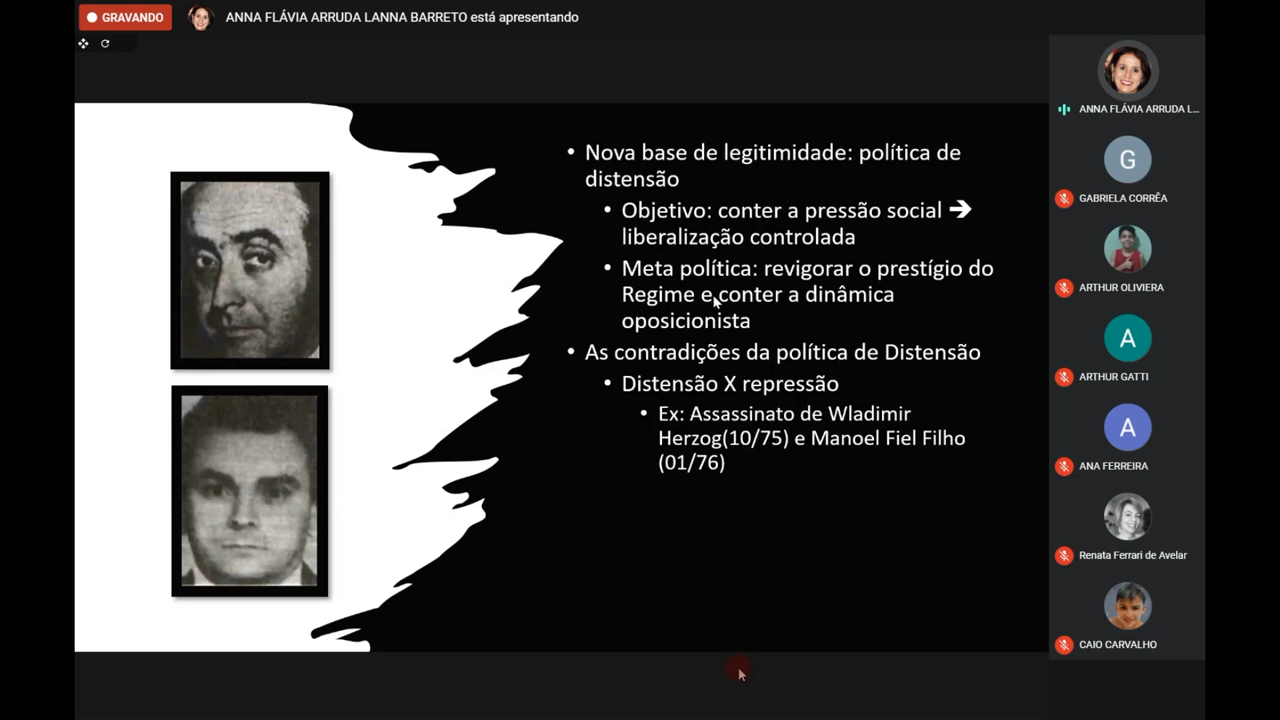 GRAVANDO
ANNA FLÁVIA ARRUDA LANNA BARRETO está apresentando
• Nova base de legitimidade: política de
distensão
• Objetivo: conter a pressão social ➔
liberalização controlada
• Meta política: revigorar o prestígio do
Regime e conter a dinâmica
oposicionista
• As contradições da política de Distensão
• Distensão X repressão
• Ex: Assassinato de Wladimir
Herzog(10/75) e Manoel Fiel Filho
(01/76)
ANNA FLÁVIA ARRUDA L...
G
GABRIELA CORRÊA
ARTHUR OLIVIERA
A
ARTHUR GATTI
A
ANA FERREIRA
Renata Ferrari de Avelar
CAIO CARVALHO